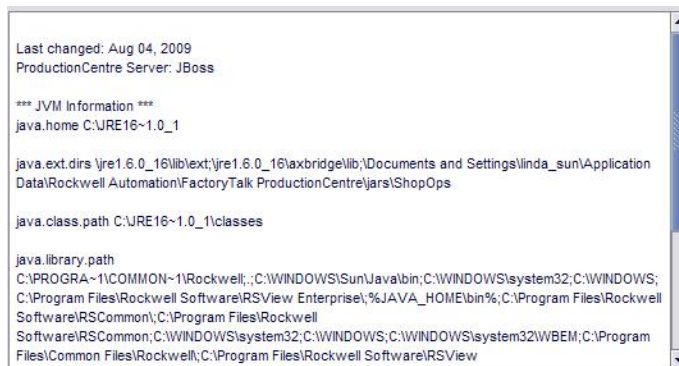 Last changed: Aug 04, 2009
ProductionCentre Server: JBoss
*** JVM Information ***
java.home C:\JRE16~1.0_1
java.ext.dirs \jre1.6.0_16\lib\ext;\jre1.6.0_16\axbridge\lib;\Documents and Settings\linda_sun\Application
Data\Rockwell Automation\FactoryTalk ProductionCentre\jars\ShopOps
java.class.path C:\JRE16~1.0_1\classes
java.library.path
C:\PROGRA~1\COMMON~1\Rockwell;.;C:\WINDOWS\Sun\Java\bin;C:\WINDOWS\system32;C:\WINDOWS;
C:\Program Files\Rockwell Software\RSView Enterprise\;%JAVA_HOME\bin%;C:\Program Files\Rockwell
Software\RSCommon\;C:\Program Files\Rockwell
Software\RSCommon;C:\WINDOWS\system32;C:\WINDOWS;C:\WINDOWS\system32\WBEM;C:\Program
Files\Common Files\Rockwell\;C:\Program Files\Rockwell Software\RSView